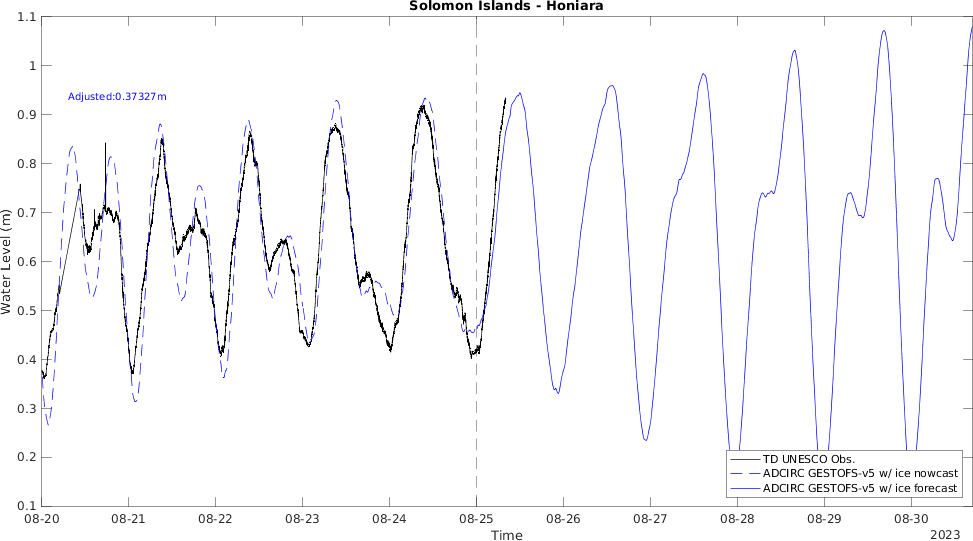 Solomon Islands - Honiara
1.1
1
0.9
0.8
0.7
0.6
0.5
0.4
0.3
0.2
0.1
Water Level (m)
Adjusted:0.37327m
TD UNESCO Obs.
ADCIRC GESTOFS-v5 w/ ice nowcast
ADCIRC GESTOFS-v5 w/ ice forecast
08-20 08-21 08-22 08-23 08-24 08-25 08-26 08-27 08-28 08-29 08-30
Time
2023